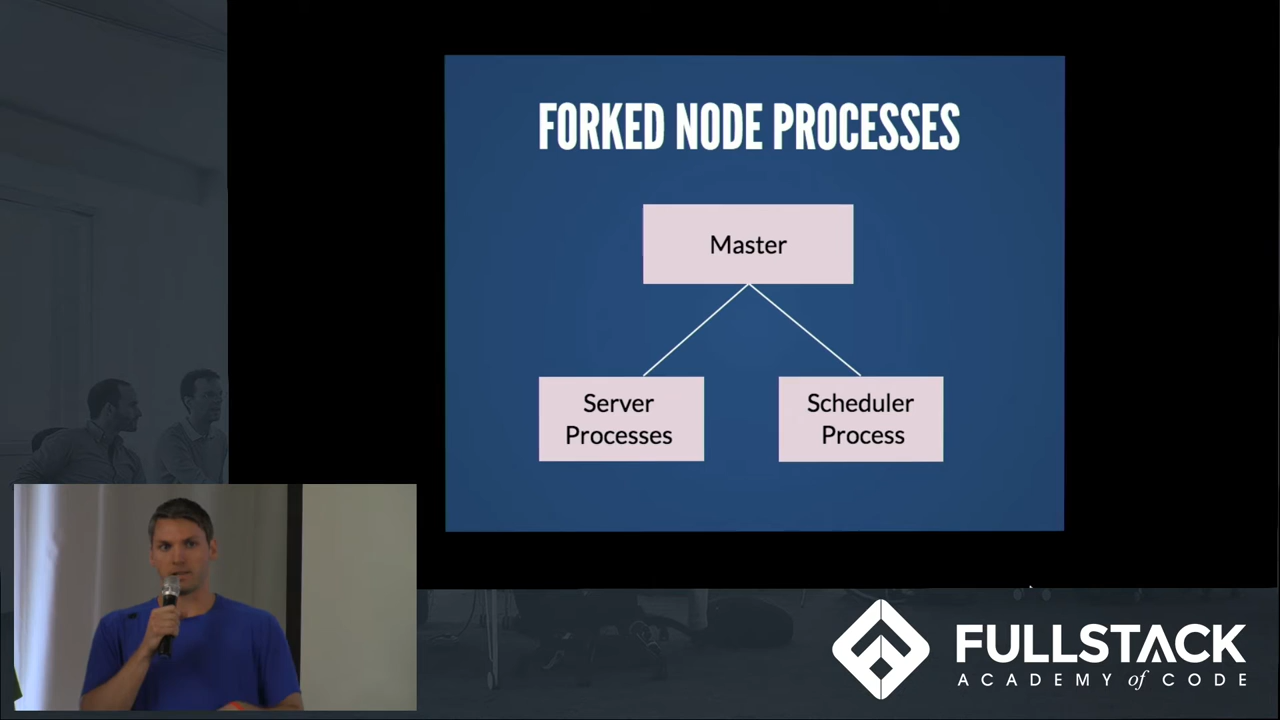 FORKED NODE PROCESSES
Master
Server
Processes
Scheduler
Process
FULLSTACK
ACADEMY of CODE